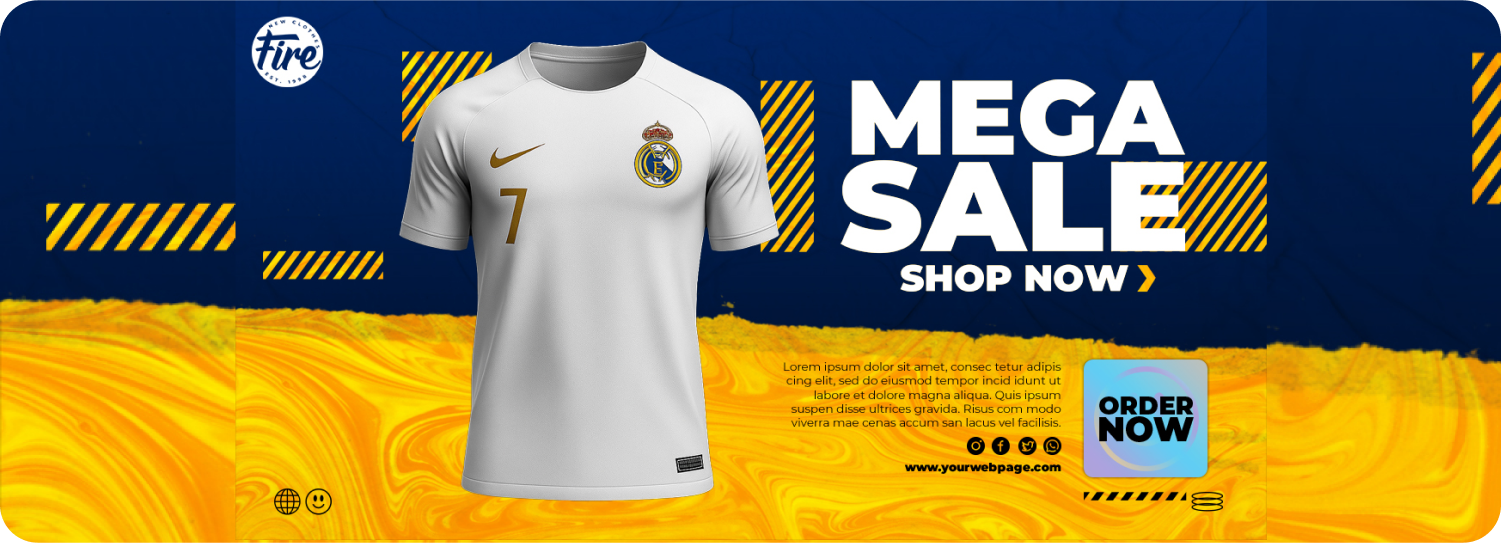 NEW CLOTHES
Fire
EST. 1998
7
MEGA
SALE
SHOP NOW
Lorem ipsum dolor sit amet, consec tetur adipis
cing elit, sed do eiusmod tempor incid idunt ut
labore et dolore magna aliqua. Quis ipsum
suspen disse ultrices gravida. Risus com modo
viverra mae cenas accum san lacus vel facilisis.
www.yourwebpage.com
ORDER
NOW